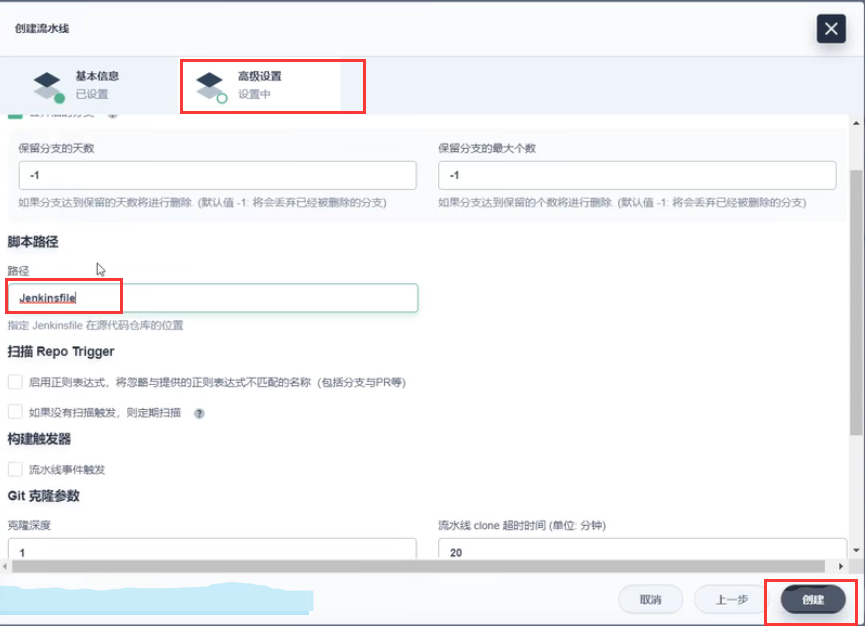 创建流水线
基本信息
已设置
高级设置
设置中
保留分支的天数
保留分支的最大个数
-1
-1
如果分支达到保留的天数将进行删除. (默认值 -1: 将会丢弃已经被删除的分支)
如果分支达到保留的个数将进行删除. (默认值 -1: 将会丢弃已经被删除的分支)
脚本路径
路径
Jenkinsfile
指定 Jenkinsfile 在源代码仓库的位置
扫描 Repo Trigger
启用正则表达式，将忽略与提供的正则表达式不匹配的名称（包括分支与PR等）
如果没有扫描触发，则定期扫描 ?
构建触发器
流水线事件触发
Git 克隆参数
克隆深度
流水线 clone 超时时间 (单位: 分钟)
1
20
取消
上一步
创建